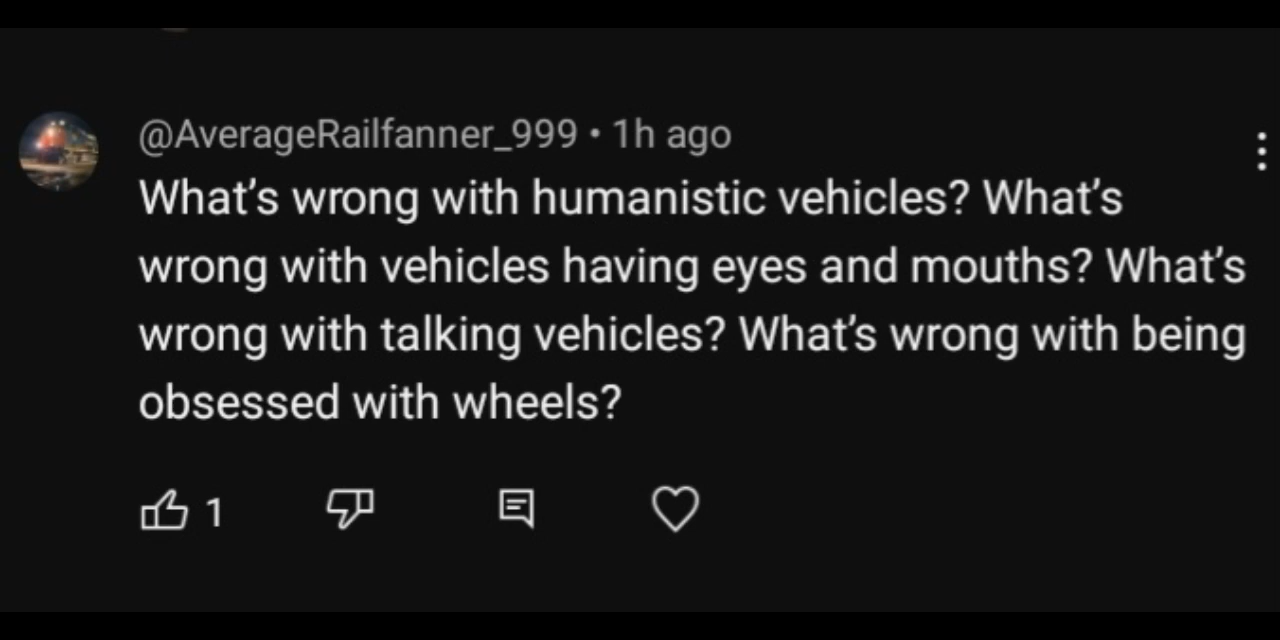 @AverageRailfanner_999 • 1h ago
What's wrong with humanistic vehicles? What's
wrong with vehicles having eyes and mouths? What's
wrong with talking vehicles? What's wrong with being
obsessed with wheels?
1